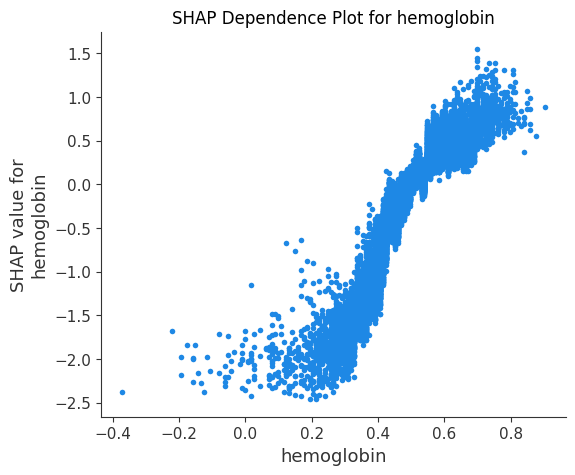 SHAP Dependence Plot for hemoglobin
1.5
1.0
0.5
0.0
−0.5
−1.0
−1.5
−2.0
−2.5
SHAP value for
hemoglobin
−0.4 −0.2 0.0 0.2 0.4 0.6 0.8
hemoglobin